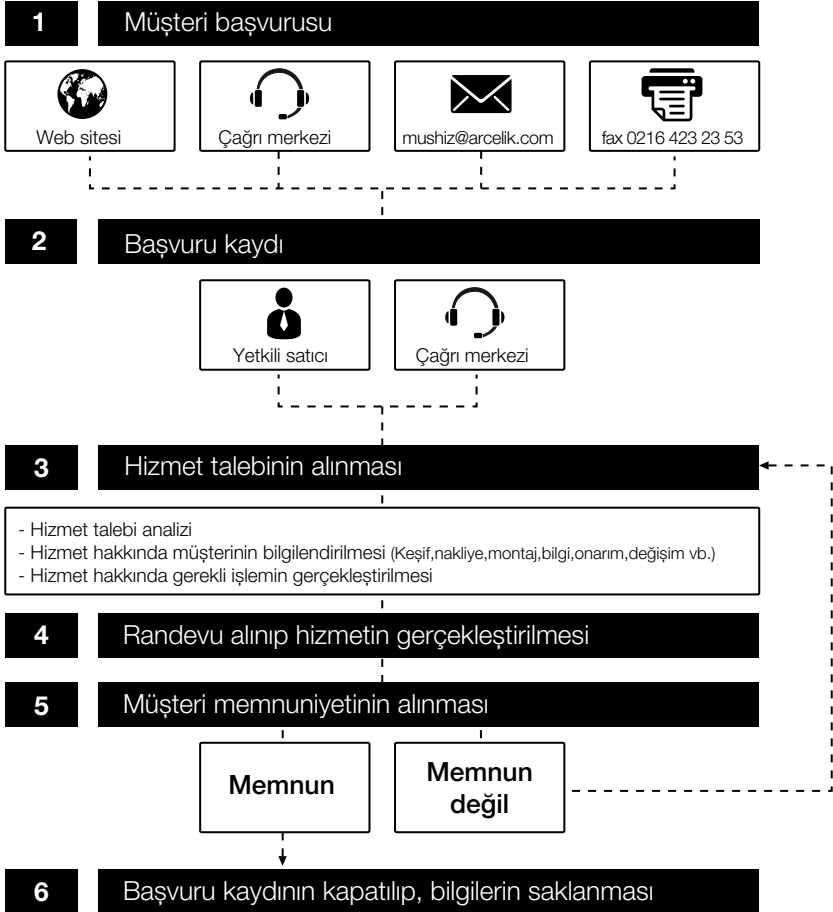 1 Müşteri başvurusu
Web sitesi
Çağrı merkezi
mushiz@arcelik.com
fax 0216 423 23 53
2 Başvuru kaydı
Yetkili satıcı
Çağrı merkezi
3 Hizmet talebinin alınması
- Hizmet talebi analizi
- Hizmet hakkında müşterinin bilgilendirilmesi (Keşif,nakliye,montaj,bilgi,onarım,değişim vb.)
- Hizmet hakkında gerekli işlemin gerçekleştirilmesi
4 Randevu alınıp hizmetin gerçekleştirilmesi
5 Müşteri memnuniyetinin alınması
Memnun
Memnun
değil
6 Başvuru kaydının kapatılıp, bilgilerin saklanması